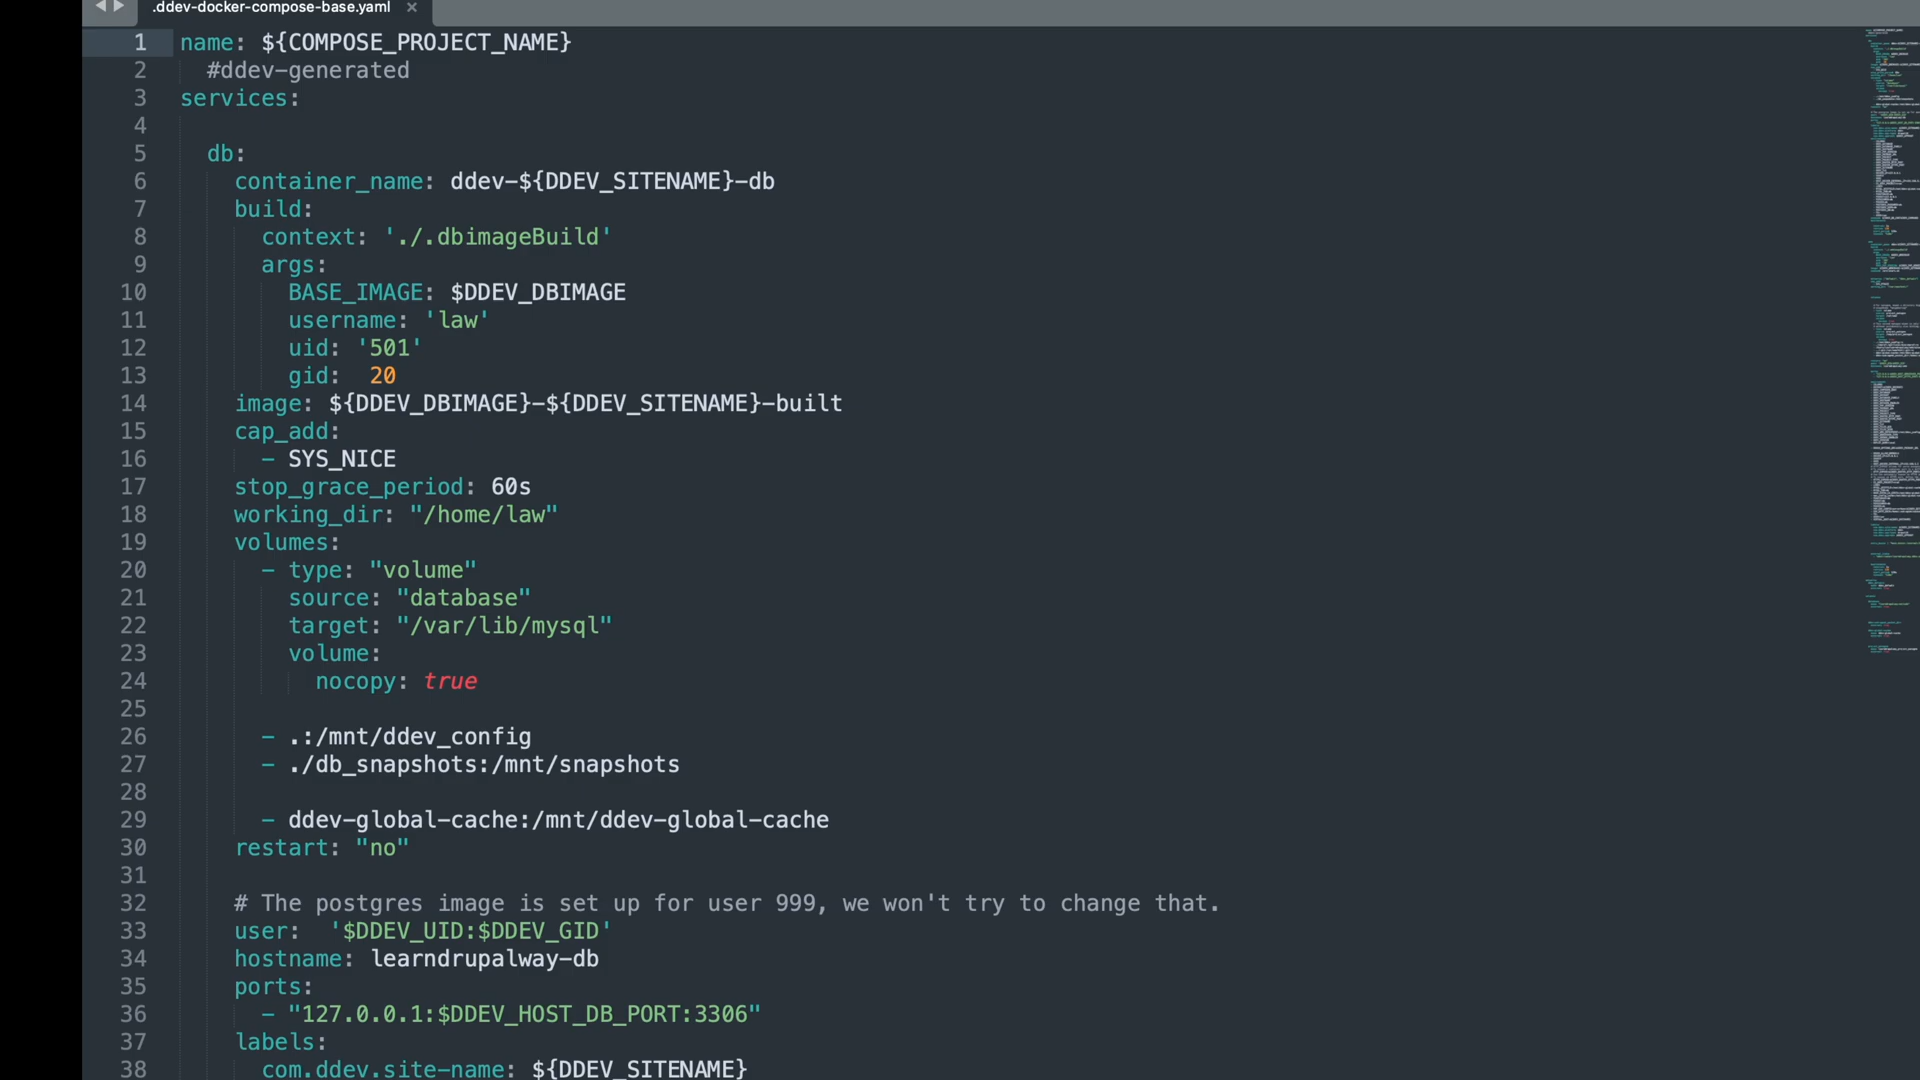 .ddev-docker-compose-base.yaml ×
1 name: ${COMPOSE_PROJECT_NAME}
2 #ddev-generated
3 services:
4
5 db:
6 container_name: ddev-${DDEV_SITENAME}-db
7 build:
8 context: './.dbimageBuild'
9 args:
10 BASE_IMAGE: $DDEV_DBIMAGE
11 username: 'law'
12 uid: '501'
13 gid: 20
14 image: ${DDEV_DBIMAGE}-${DDEV_SITENAME}-built
15 cap_add:
16 - SYS_NICE
17 stop_grace_period: 60s
18 working_dir: "/home/law"
19 volumes:
20 - type: "volume"
21 source: "database"
22 target: "/var/lib/mysql"
23 volume:
24 nocopy: true
25
26 - .:/mnt/ddev_config
27 - ./db_snapshots:/mnt/snapshots
28
29 - ddev-global-cache:/mnt/ddev-global-cache
30 restart: "no"
31
32 # The postgres image is set up for user 999, we won't try to change that.
33 user: '$DDEV_UID:$DDEV_GID'
34 hostname: learndrupalway-db
35 ports:
36 - "127.0.0.1:$DDEV_HOST_DB_PORT:3306"
37 labels:
38 com.ddev.site-name: ${DDEV_SITENAME}